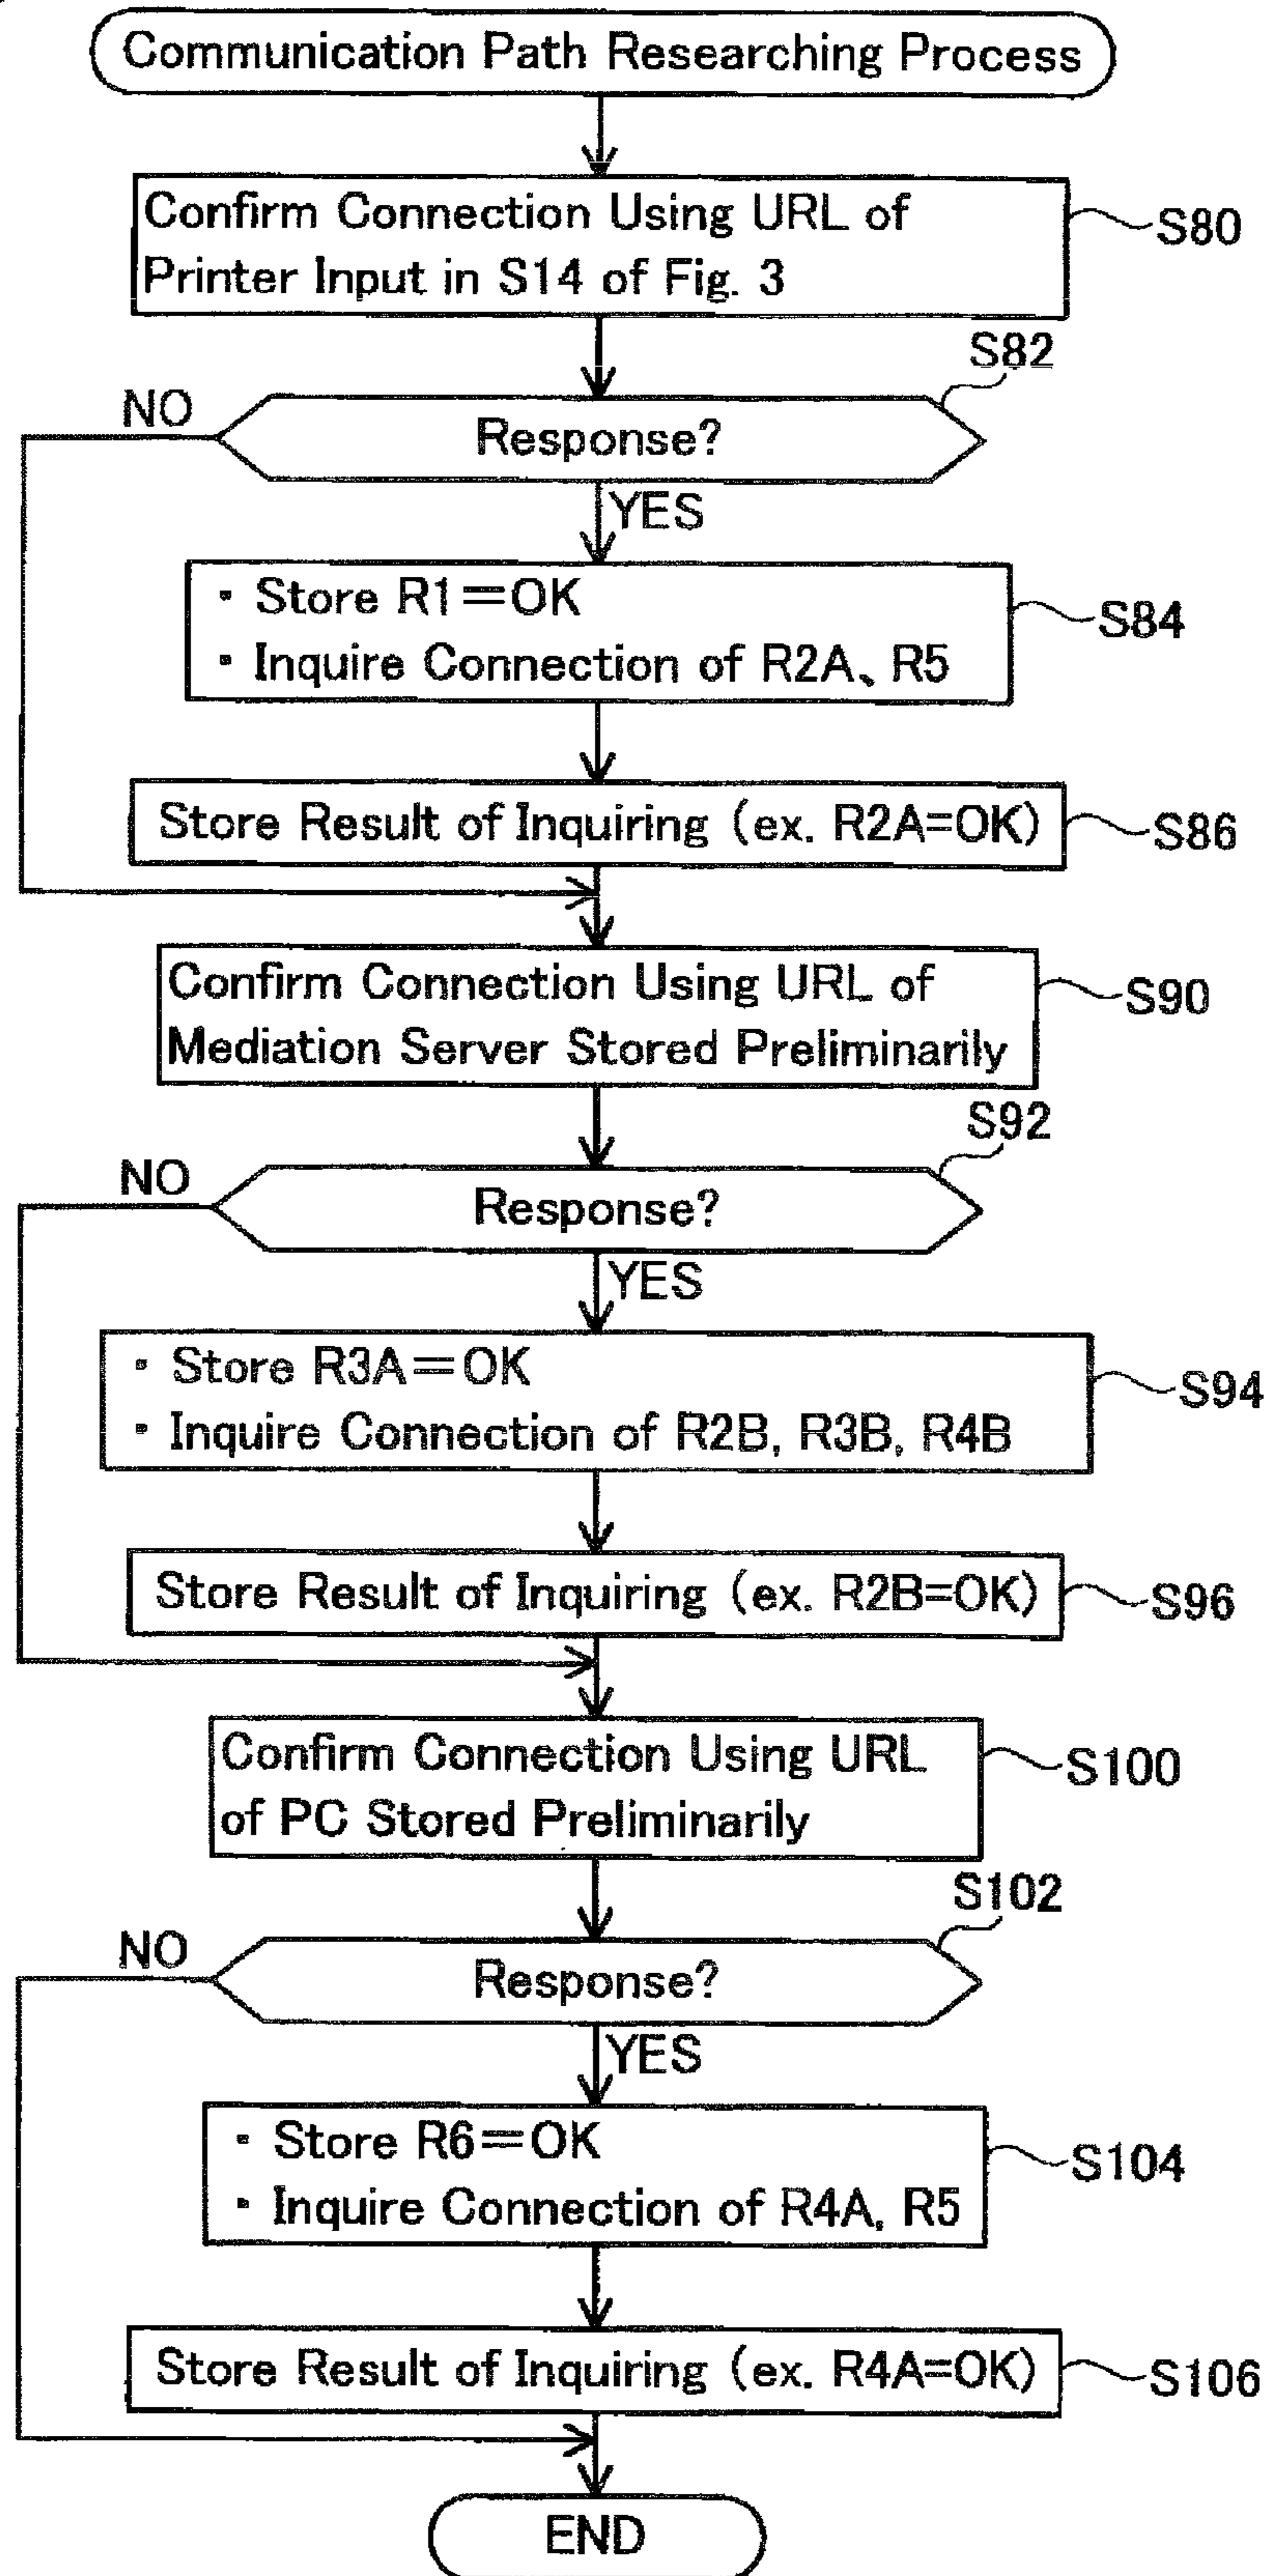 Communication Path Researching Process
Confirm Connection Using URL of
Printer Input in S14 of Fig. 3
S80
S82
NO
Response?
YES
・ Store R1=OK
・ Inquire Connection of R2A、R5
S84
Store Result of Inquiring (ex. R2A=OK)
S86
Confirm Connection Using URL of
Mediation Server Stored Preliminarily
S90
S92
NO
Response?
YES
・ Store R3A=OK
・ Inquire Connection of R2B, R3B, R4B
S94
Store Result of Inquiring (ex. R2B=OK)
S96
Confirm Connection Using URL
of PC Stored Preliminarily
S100
S102
NO
Response?
YES
・ Store R6=OK
・ Inquire Connection of R4A, R5
S104
Store Result of Inquiring (ex. R4A=OK)
S106
END